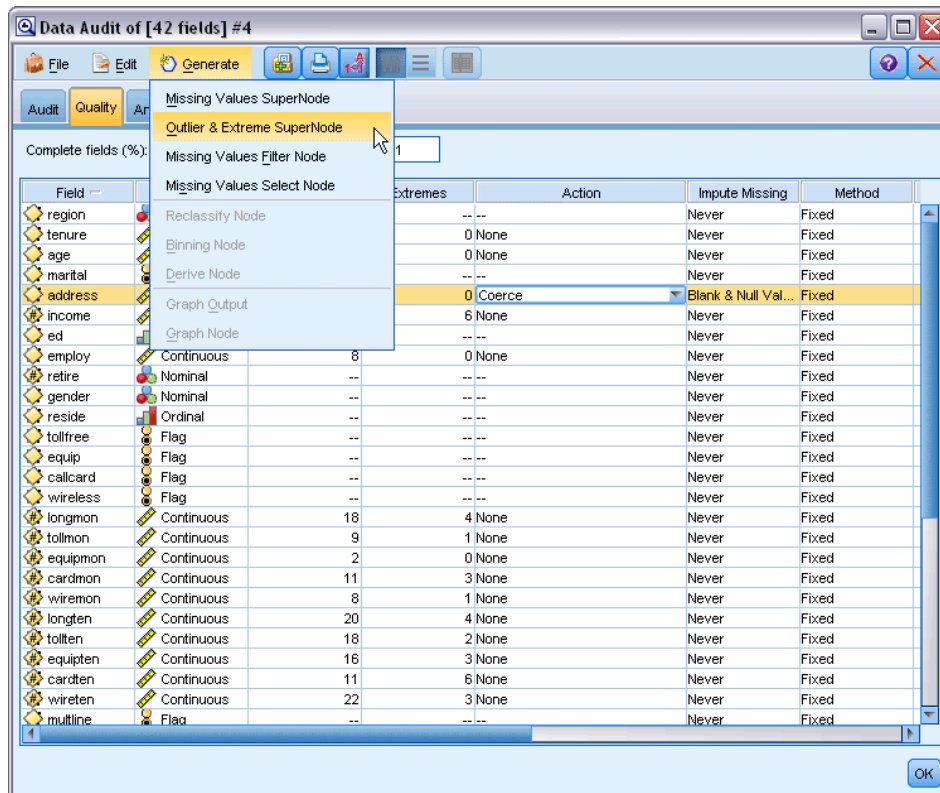 Data Audit of [42 fields] #4
File Edit Generate
Audit Quality An
Missing Values SuperNode
Outlier & Extreme SuperNode
Missing Values Filter Node
Missing Values Select Node
Reclassify Node
Binning Node
Derive Node
Graph Output
Graph Node
Complete fields (%): 1
Field Extremes Action Impute Missing Method
region -- -- Never Fixed
tenure 0 None Never Fixed
age 0 None Never Fixed
marital -- -- Never Fixed
address 0 Coerce Blank & Null Val... Fixed
income 6 None Never Fixed
ed -- -- Never Fixed
employ Continuous 8 0 None Never Fixed
retire Nominal -- -- -- Never Fixed
gender Nominal -- -- -- Never Fixed
reside Ordinal -- -- -- Never Fixed
tollfree Flag -- -- -- Never Fixed
equip Flag -- -- -- Never Fixed
callcard Flag -- -- -- Never Fixed
wireless Flag -- -- -- Never Fixed
longmon Continuous 18 4 None Never Fixed
tollmon Continuous 9 1 None Never Fixed
equipmon Continuous 2 0 None Never Fixed
cardmon Continuous 11 3 None Never Fixed
wiremon Continuous 8 1 None Never Fixed
longten Continuous 20 4 None Never Fixed
tollten Continuous 18 2 None Never Fixed
equipten Continuous 16 3 None Never Fixed
cardten Continuous 11 6 None Never Fixed
wireten Continuous 22 3 None Never Fixed
multline Flag -- -- -- Never Fixed
OK